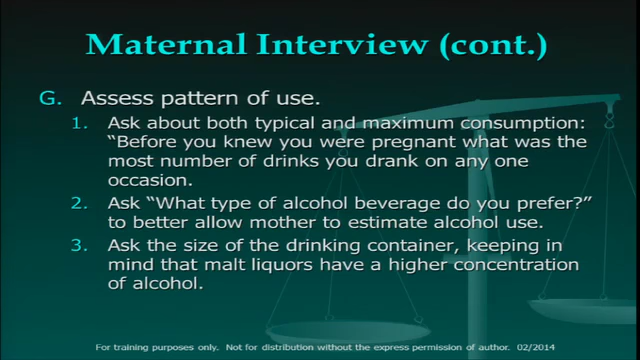 Maternal Interview (cont.)
G. Assess pattern of use.
1. Ask about both typical and maximum consumption:
“Before you knew you were pregnant what was the
most number of drinks you drank on any one
occasion.
2. Ask “What type of alcohol beverage do you prefer?”
to better allow mother to estimate alcohol use.
3. Ask the size of the drinking container, keeping in
mind that malt liquors have a higher concentration
of alcohol.
For training purposes only. Not for distribution without the express permission of author. 02/2014